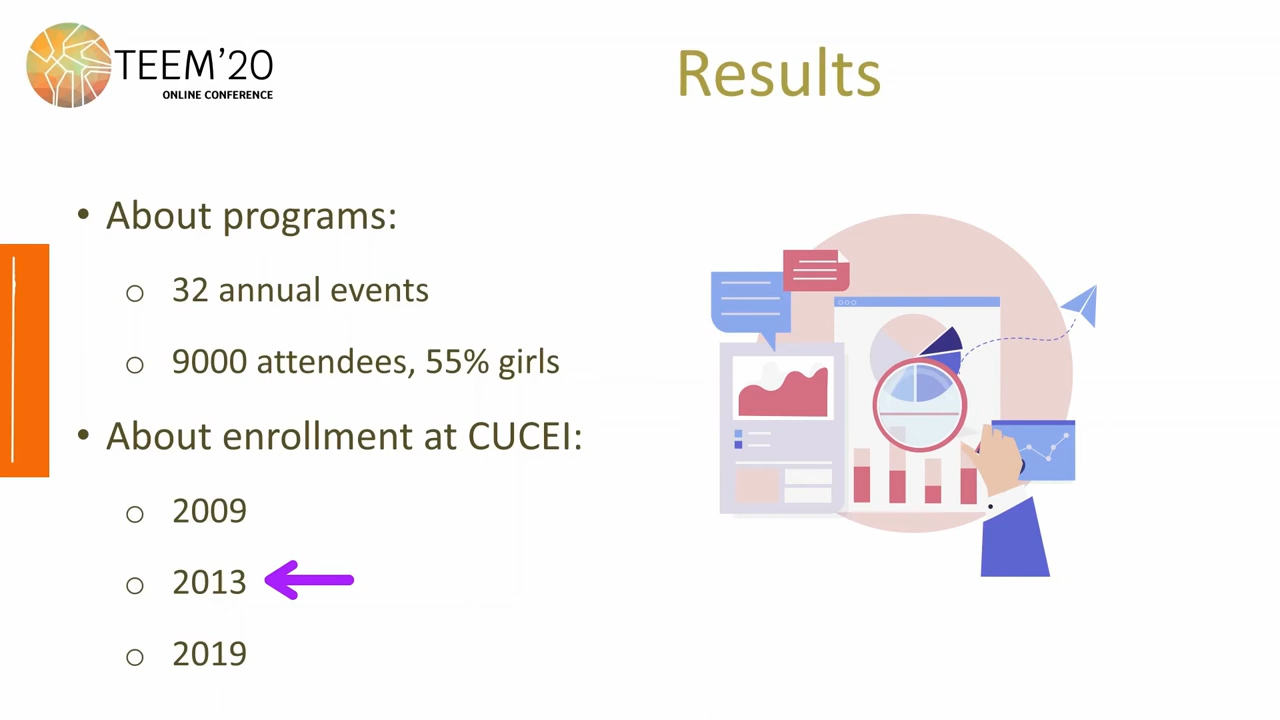 TEEM'20
ONLINE CONFERENCE
Results
• About programs:
o 32 annual events
o 9000 attendees, 55% girls
• About enrollment at CUCEI:
o 2009
o 2013
o 2019